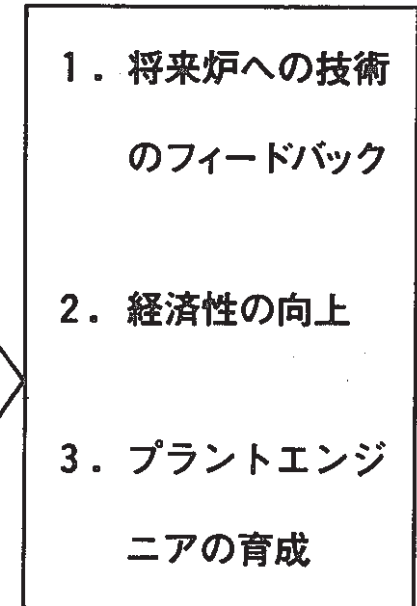 1. 将来炉への技術
のフィードバック
2. 経済性の向上
3. プラントエンジ
ニアの育成